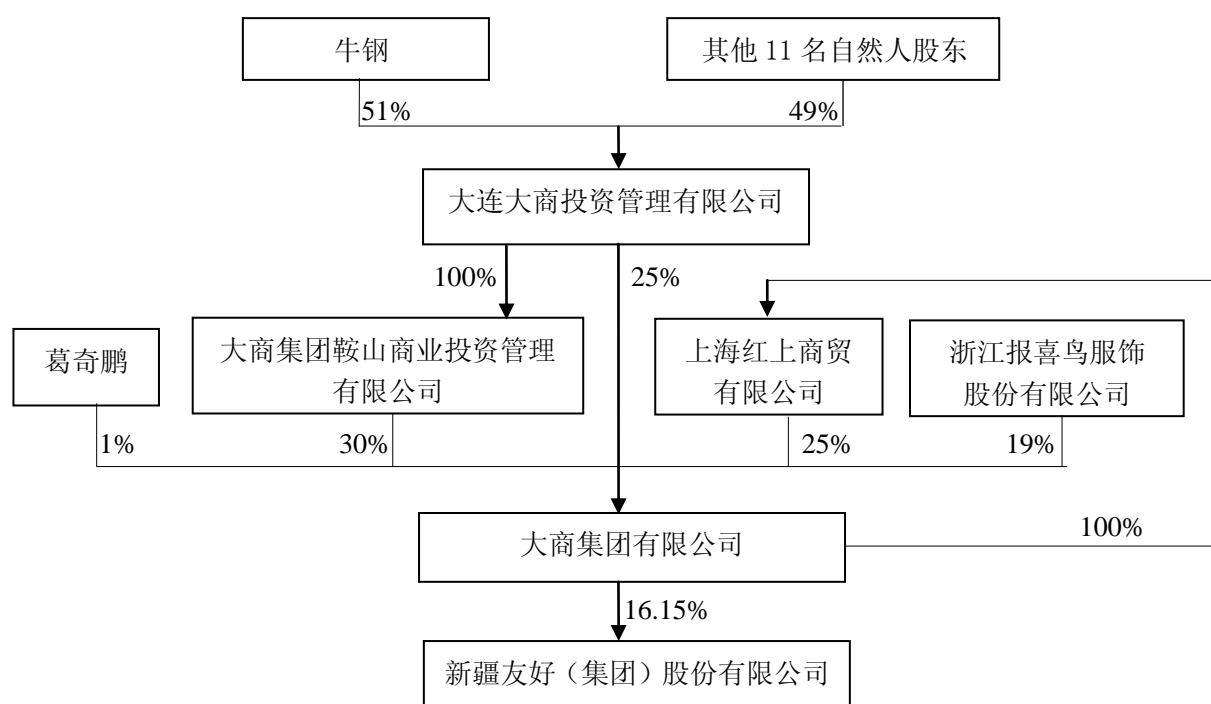 牛钢
其他 11 名自然人股东
51%
49%
大连大商投资管理有限公司
100%
25%
葛奇鹏
大商集团鞍山商业投资管理
有限公司
上海红上商贸
有限公司
浙江报喜鸟服饰
股份有限公司
1%
30%
25%
19%
大商集团有限公司
100%
16.15%
新疆友好（集团）股份有限公司